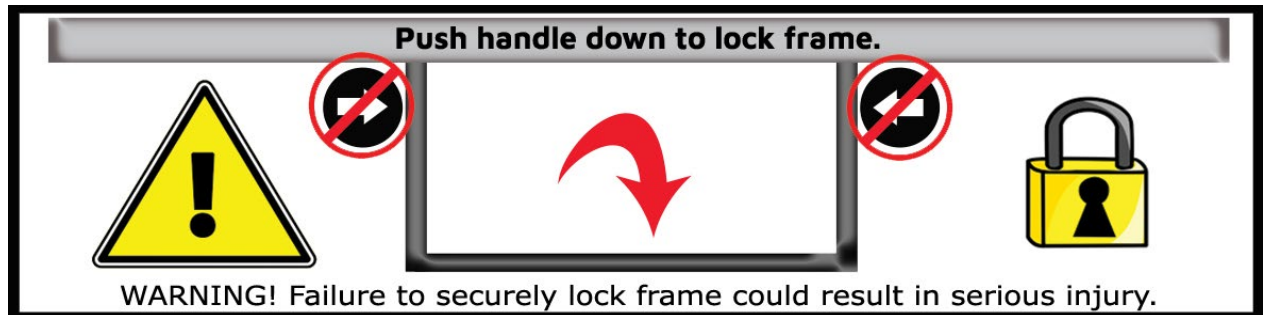 Push handle down to lock frame.
WARNING! Failure to securely lock frame could result in serious injury.